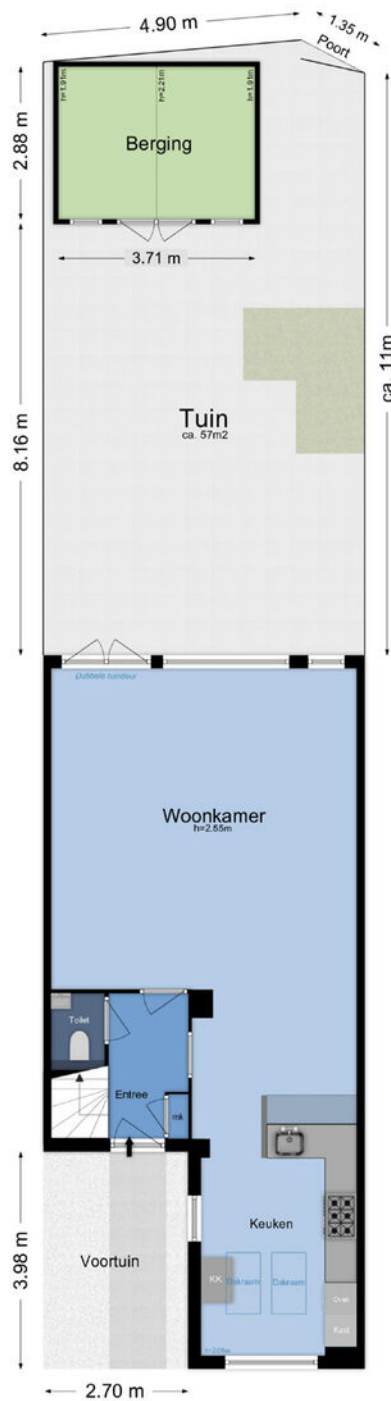 4.90 m
1.35 m
Poort
2.88 m
h=1.91m
h=2.21m
h=1.91m
Berging
3.71 m
ca. 11m
8.16 m
Tuin
ca. 57m2
Dubbele tuindeur
Woonkamer
h=2.55m
Toilet
Entree
mk
Keuken
3.98 m
Voortuin
KK
Dakraam
Dakraam
Oven
Kast
2.70 m